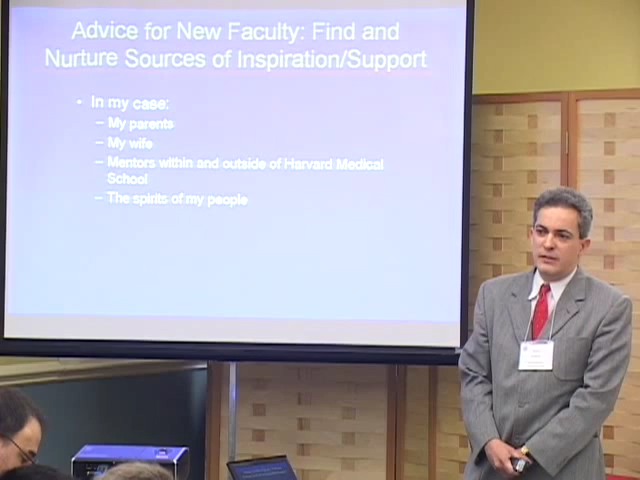 Advice for New Faculty: Find and
Nurture Sources of Inspiration/Support
• In my case:
– My parents
– My wife
– Mentors within and outside of Harvard Medical
School
– The spirits of my people